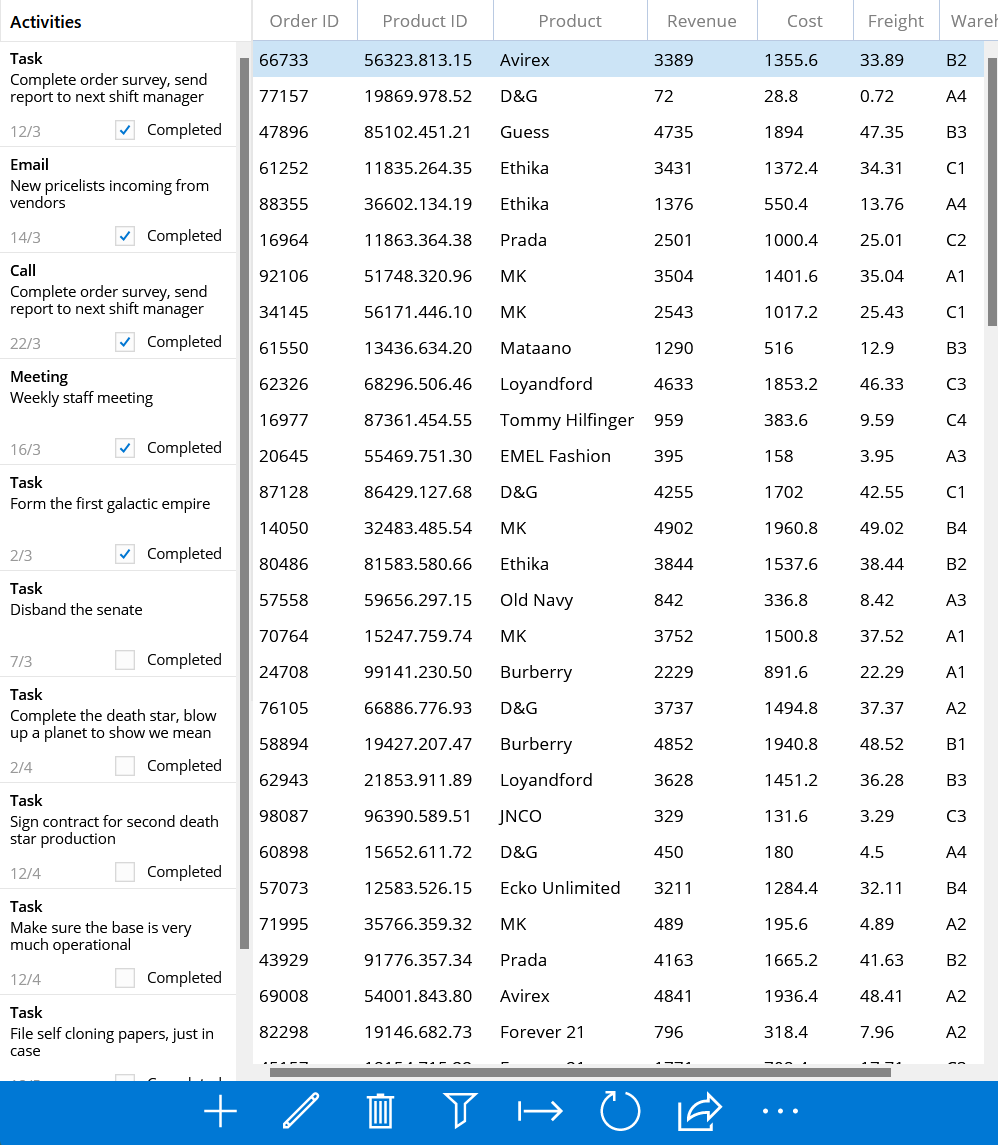 Activities
Task
Complete order survey, send
report to next shift manager
12/3 Completed
Email
New pricelists incoming from
vendors
14/3 Completed
Call
Complete order survey, send
report to next shift manager
22/3 Completed
Meeting
Weekly staff meeting
16/3 Completed
Task
Form the first galactic empire
2/3 Completed
Task
Disband the senate
7/3 Completed
Task
Complete the death star, blow
up a planet to show we mean
2/4 Completed
Task
Sign contract for second death
star production
12/4 Completed
Task
Make sure the base is very
much operational
12/4 Completed
Task
File self cloning papers, just in
case
Order ID Product ID Product Revenue Cost Freight
66733 56323.813.15 Avirex 3389 1355.6 33.89 B2
77157 19869.978.52 D&G 72 28.8 0.72 A4
47896 85102.451.21 Guess 4735 1894 47.35 B3
61252 11835.264.35 Ethika 3431 1372.4 34.31 C1
88355 36602.134.19 Ethika 1376 550.4 13.76 A4
16964 11863.364.38 Prada 2501 1000.4 25.01 C2
92106 51748.320.96 MK 3504 1401.6 35.04 A1
34145 56171.446.10 MK 2543 1017.2 25.43 C1
61550 13436.634.20 Mataano 1290 516 12.9 B3
62326 68296.506.46 Loyandford 4633 1853.2 46.33 C3
16977 87361.454.55 Tommy Hilfinger 959 383.6 9.59 C4
20645 55469.751.30 EMEL Fashion 395 158 3.95 A3
87128 86429.127.68 D&G 4255 1702 42.55 C1
14050 32483.485.54 MK 4902 1960.8 49.02 B4
80486 81583.580.66 Ethika 3844 1537.6 38.44 B2
57558 59656.297.15 Old Navy 842 336.8 8.42 A3
70764 15247.759.74 MK 3752 1500.8 37.52 A1
24708 99141.230.50 Burberry 2229 891.6 22.29 A1
76105 66886.776.93 D&G 3737 1494.8 37.37 A2
58894 19427.207.47 Burberry 4852 1940.8 48.52 B1
62943 21853.911.89 Loyandford 3628 1451.2 36.28 B3
98087 96390.589.51 JNCO 329 131.6 3.29 C3
60898 15652.611.72 D&G 450 180 4.5 A4
57073 12583.526.15 Ecko Unlimited 3211 1284.4 32.11 B4
71995 35766.359.32 MK 489 195.6 4.89 A2
43929 91776.357.34 Prada 4163 1665.2 41.63 B2
69008 54001.843.80 Avirex 4841 1936.4 48.41 A2
82298 19146.682.73 Forever 21 796 318.4 7.96 A2